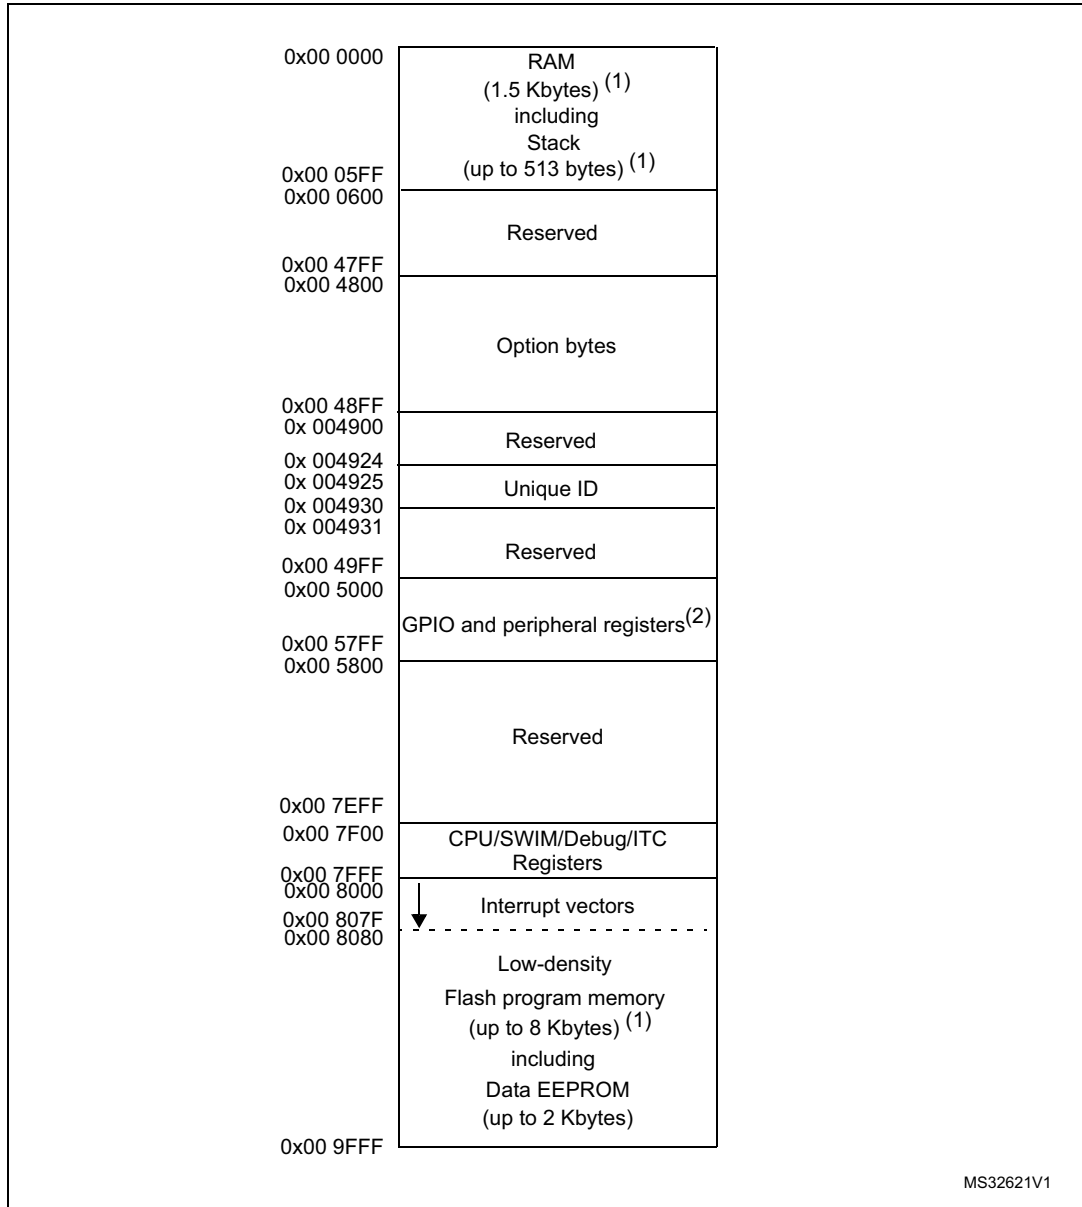 0x00 0000
RAM
(1.5 Kbytes) (1)
including
Stack
(up to 513 bytes) (1)
0x00 05FF
0x00 0600
Reserved
0x00 47FF
0x00 4800
Option bytes
0x00 48FF
0x 004900
Reserved
0x 004924
0x 004925
Unique ID
0x 004930
0x 004931
Reserved
0x00 49FF
0x00 5000
GPIO and peripheral registers(2)
0x00 57FF
0x00 5800
Reserved
0x00 7EFF
0x00 7F00
CPU/SWIM/Debug/ITC
Registers
0x00 7FFF
0x00 8000
Interrupt vectors
0x00 807F
0x00 8080
Low-density
Flash program memory
(up to 8 Kbytes) (1)
including
Data EEPROM
(up to 2 Kbytes)
0x00 9FFF
MS32621V1